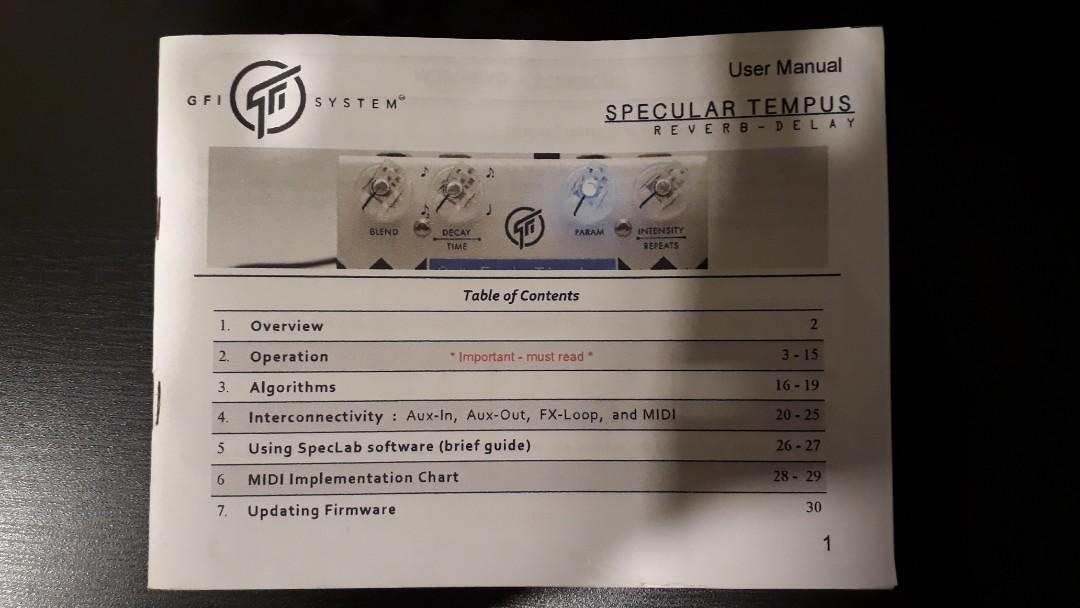 User Manual
GFI SYSTEM
SPECULAR TEMPUS
REVERB-DELAY
BLEND
DECAY
TIME
PARAM
INTENSITY
REPEATS
Table of Contents
1. Overview 2
2. Operation * Important - must read * 3 - 15
3. Algorithms 16 - 19
4. Interconnectivity : Aux-In, Aux-Out, FX-Loop, and MIDI 20 - 25
5 Using SpecLab software (brief guide) 26 - 27
6 MIDI Implementation Chart 28 - 29
7. Updating Firmware 30
1